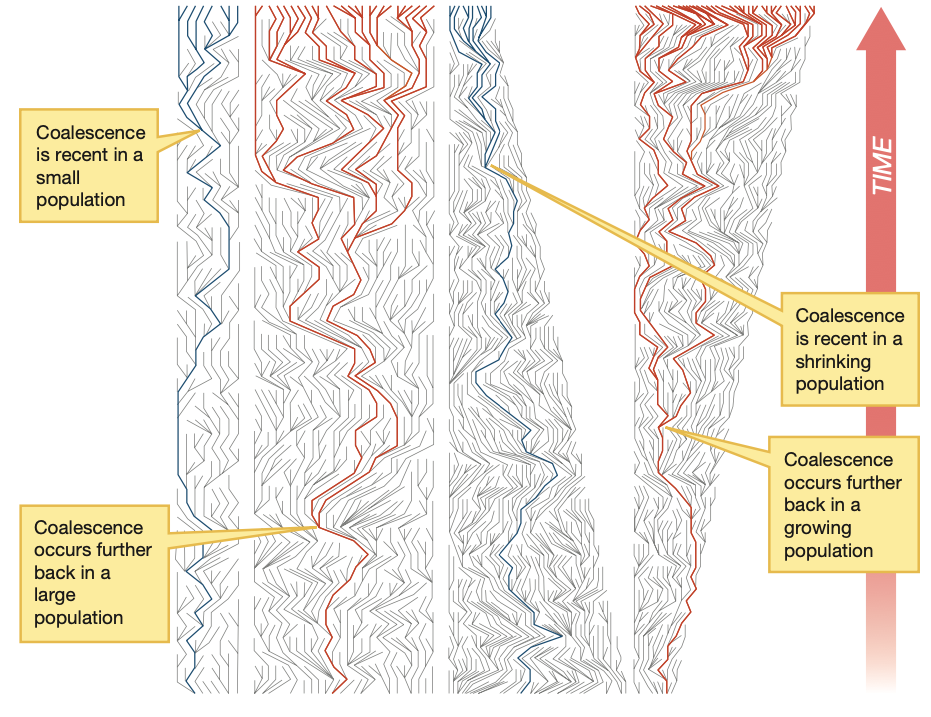 Coalescence
is recent in a
small
population
TIME
Coalescence
is recent in a
shrinking
population
Coalescence
occurs further
back in a
growing
population
Coalescence
occurs further
back in a
large
population